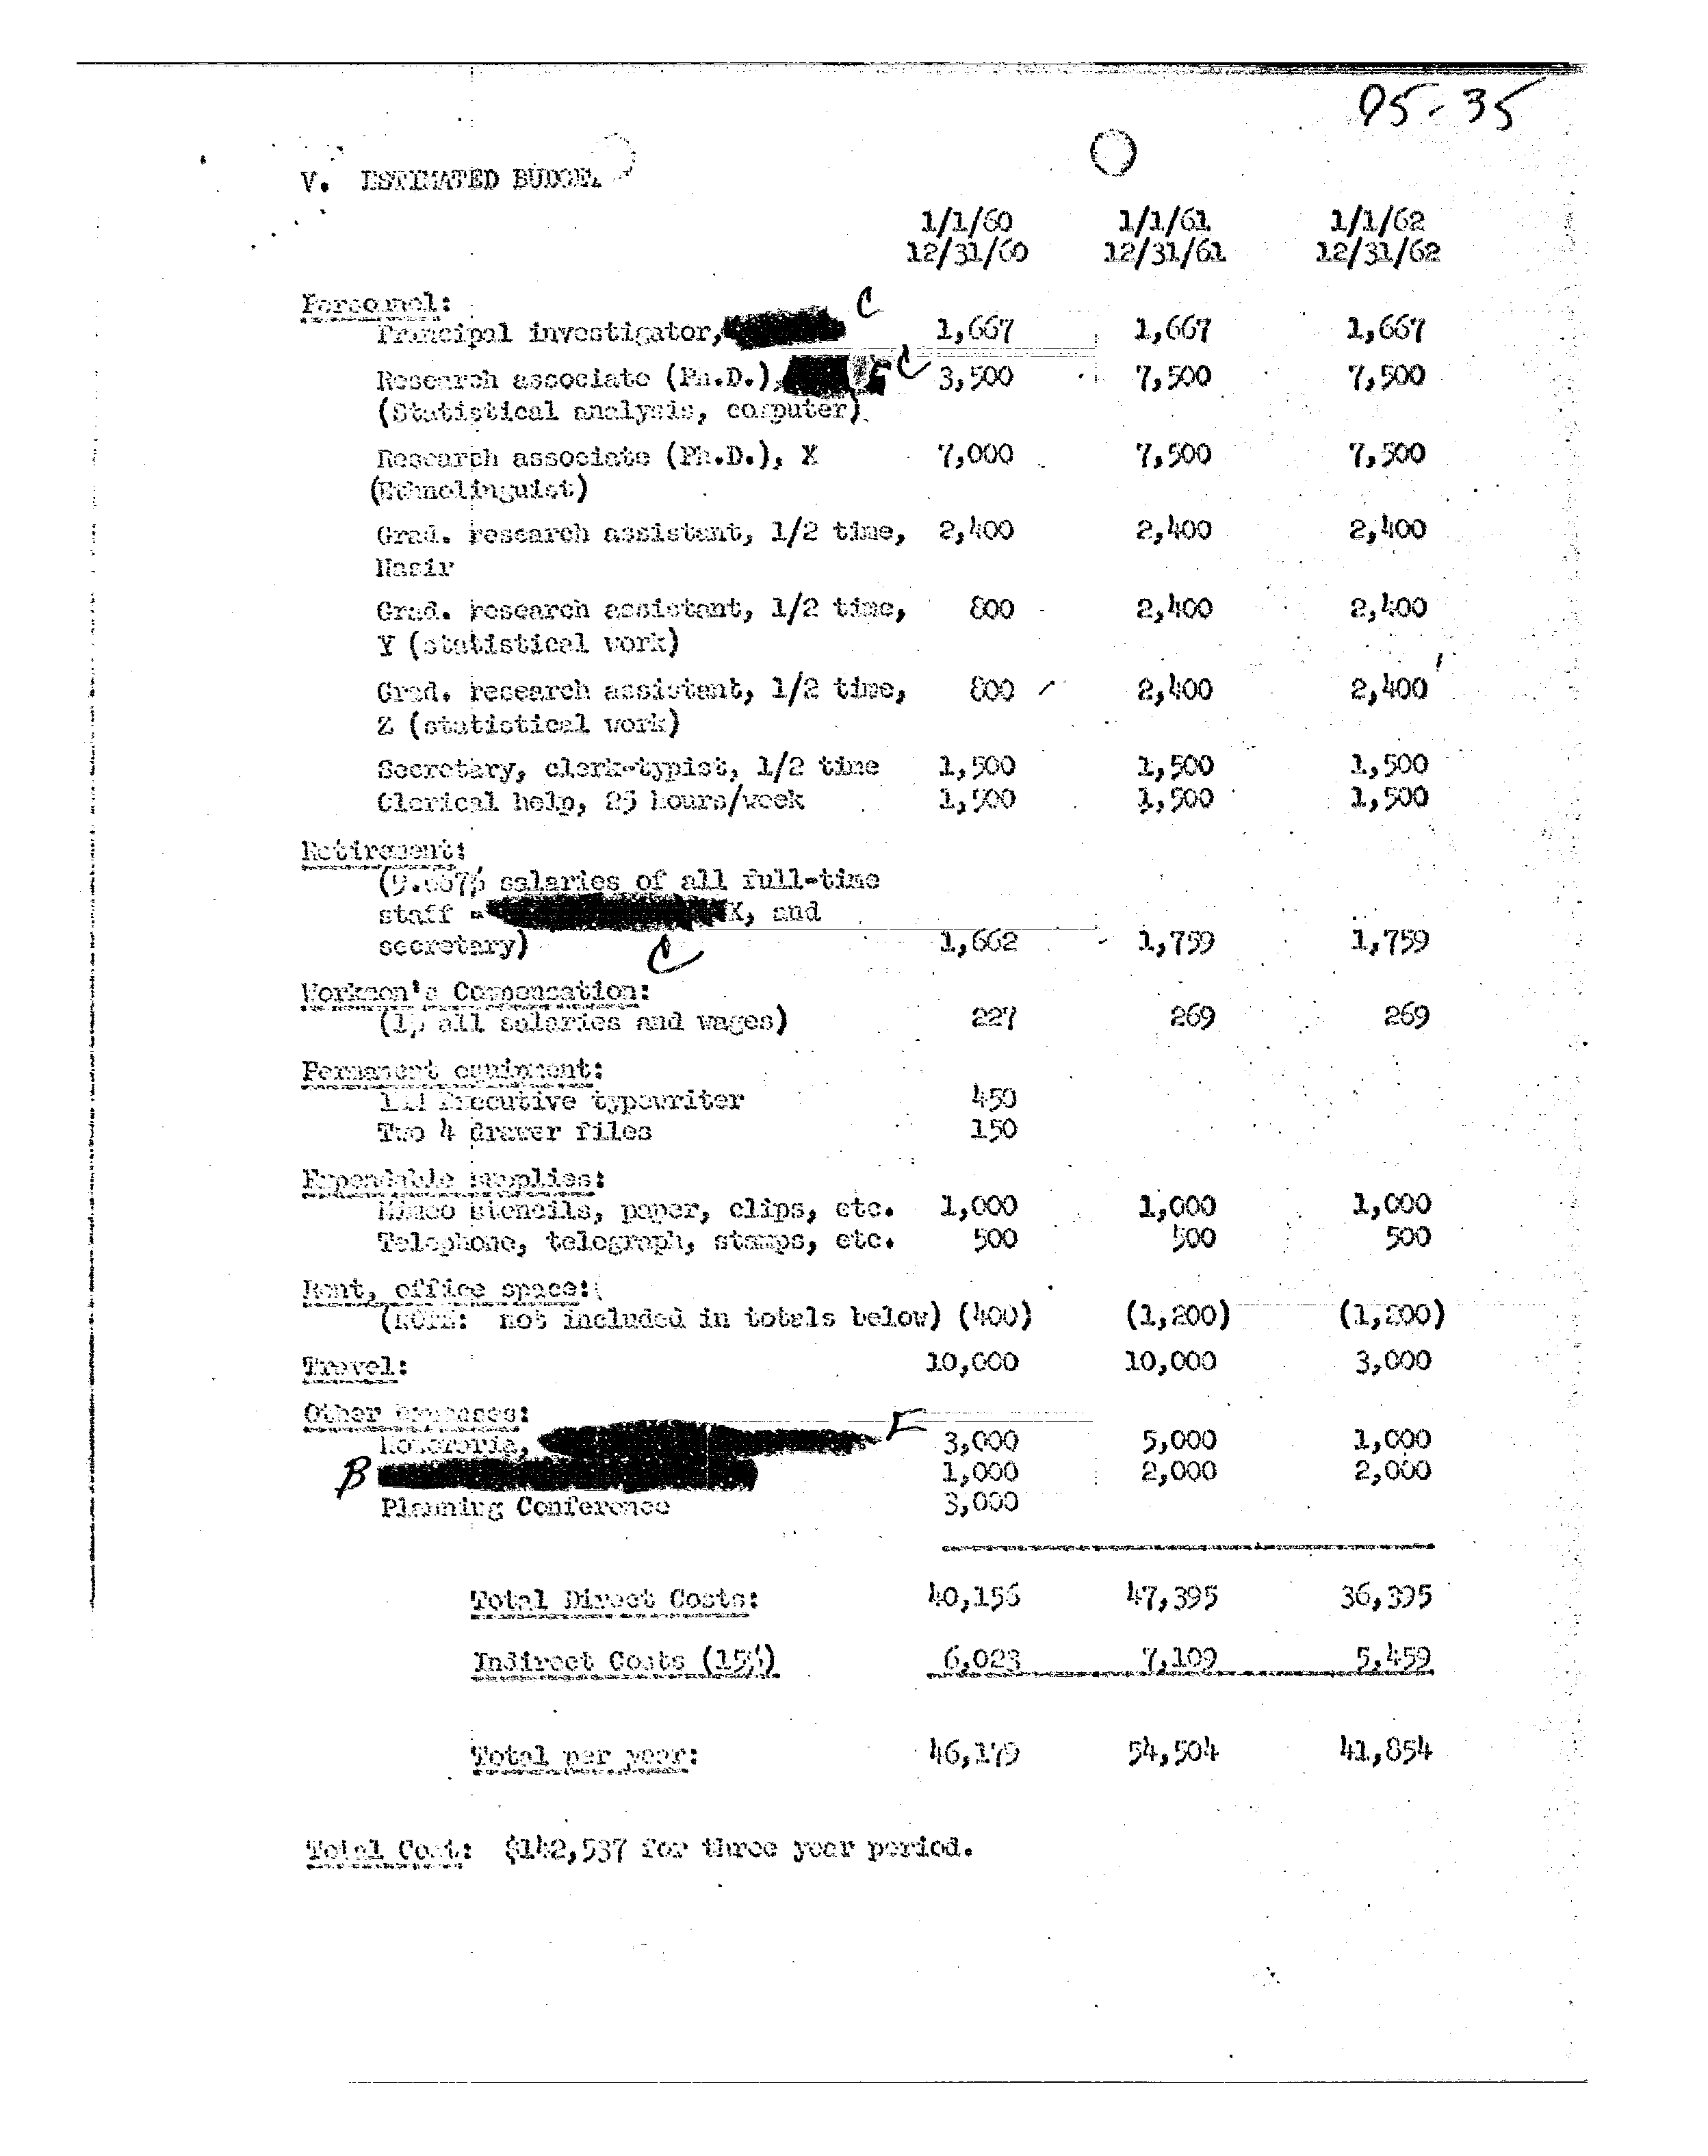 95-35
V. ESTIMATED BUDGE
1/1/60 1/1/61 1/1/62
12/31/60 12/31/61 12/31/62
Personnel:
Principal investigator, C 1,667 1,667 1,667
Research associate (Ph.D.), C 3,500 7,500 7,500
(Statistical analysis, computer)
Research associate (Ph.D.), X 7,000 7,500 7,500
(Ethnolinguist)
Grad. research assistant, 1/2 time, 2,400 2,400 2,400
Nasir
Grad. research assistant, 1/2 time, 800 2,400 2,400
Y (statistical work)
Grad. research assistant, 1/2 time, 800 2,400 2,400
Z (statistical work)
Secretary, clerk-typist, 1/2 time 1,500 1,500 1,500
Clerical help, 25 hours/week 1,500 1,500 1,500
Retirement:
salaries of all full-time
staff - X, and
secretary) C 1,662 1,759 1,759
Workmen's Compensation:
(1% all salaries and wages) 227 269 269
Permanent equipment:
IBM Executive typewriter 450
Two 4 drawer files 150
Expendable supplies:
Mimeo stencils, paper, clips, etc. 1,000 1,000 1,000
Telephone, telegraph, stamps, etc. 500 500 500
Rent, office space:
(NOTE: not included in totals below) (400) (1,200) (1,200)
Travel: 10,000 10,000 3,000
Other expenses:
Honoraria, F 3,000 5,000 1,000
B 1,000 2,000 2,000
Planning Conference 3,000
Total Direct Costs: 40,156 47,395 36,395
Indirect Costs (15%) 6,023 7,109 5,459
Total per year: 46,179 54,504 41,854
Total Cost: $142,537 for three year period.